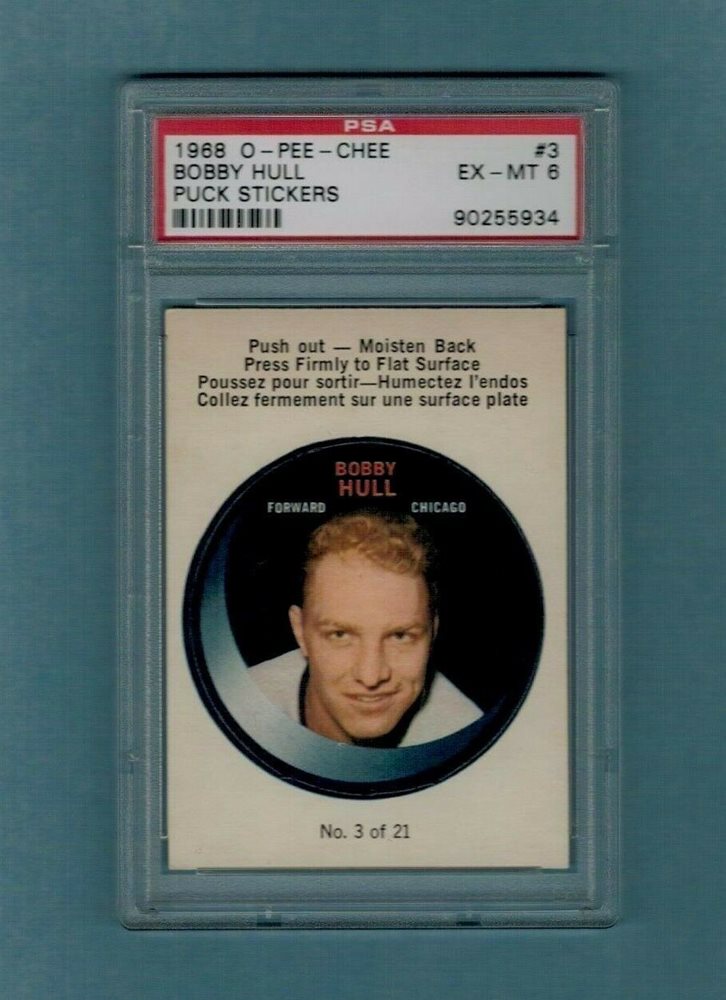 PSA
1968 O-PEE-CHEE #3
BOBBY HULL EX-MT 6
PUCK STICKERS
90255934
Push out — Moisten Back
Press Firmly to Flat Surface
Poussez pour sortir—Humectez l'endos
Collez fermement sur une surface plate
BOBBY
HULL
FORWARD CHICAGO
No. 3 of 21